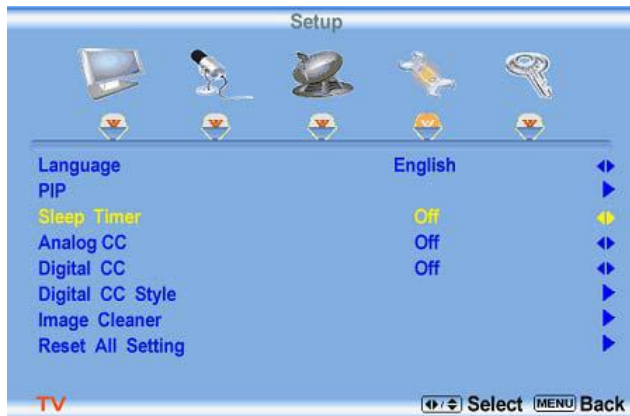 Setup
Language English
PIP
Sleep Timer Off
Analog CC Off
Digital CC Off
Digital CC Style
Image Cleaner
Reset All Setting
TV Select MENU Back